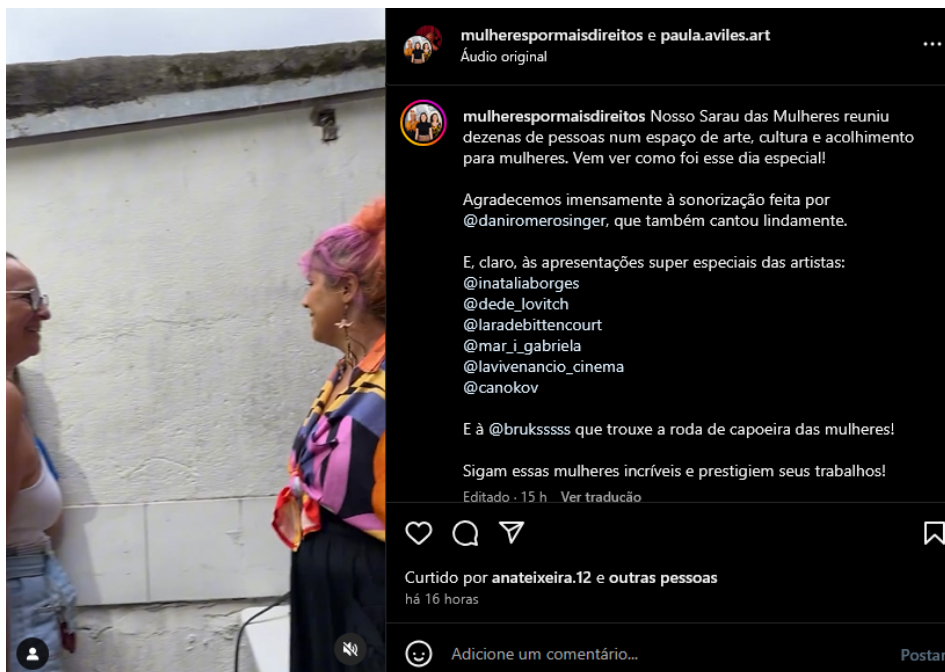 mulherespormaisdireitos e paula.aviles.art
Áudio original
mulherespormaisdireitos Nosso Sarau das Mulheres reuniu
dezenas de pessoas num espaço de arte, cultura e acolhimento
para mulheres. Vem ver como foi esse dia especial!
Agradecemos imensamente à sonorização feita por
@daniromerosinger, que também cantou lindamente.
E, claro, às apresentações super especiais das artistas:
@inataliaborges
@dede_lovitch
@laradebittencourt
@mar_i_gabriela
@lavivenancio_cinema
@canokov
E à @bruksssss que trouxe a roda de capoeira das mulheres!
Sigam essas mulheres incríveis e prestigiem seus trabalhos!
Editado · 15 h Ver tradução
Curtido por anateixeira.12 e outras pessoas
há 16 horas
Adicione um comentário...
Postar